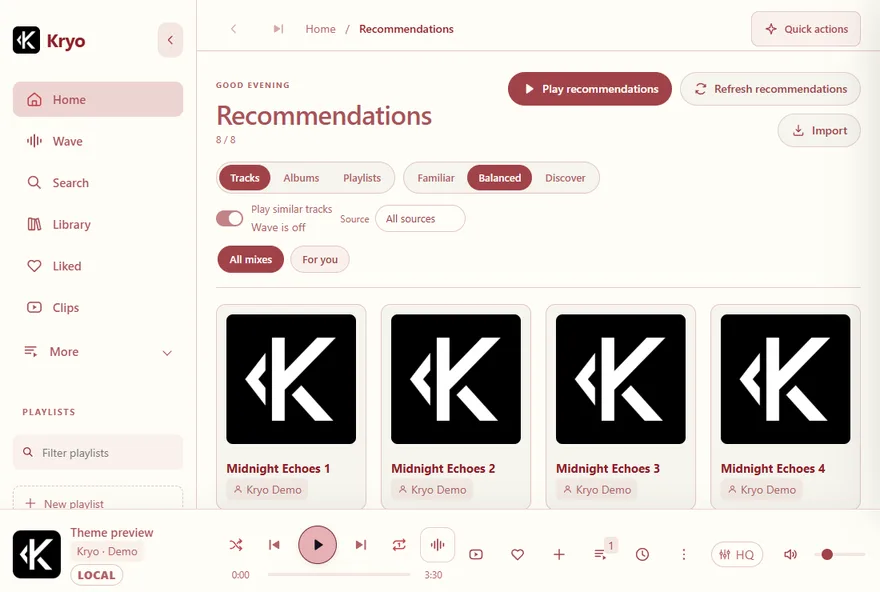 Kryo
Home
Wave
Search
Library
Liked
Clips
More
PLAYLISTS
Filter playlists
New playlist
Home / Recommendations
Quick actions
GOOD EVENING
Recommendations
8 / 8
Play recommendations
Refresh recommendations
Import
Tracks Albums Playlists
Familiar Balanced Discover
Play similar tracks
Wave is off
Source
All sources
All mixes
For you
Midnight Echoes 1
Kryo Demo
Midnight Echoes 2
Kryo Demo
Midnight Echoes 3
Kryo Demo
Midnight Echoes 4
Kryo Demo
Theme preview
Kryo · Demo
LOCAL
0:00
3:30
1
HQ